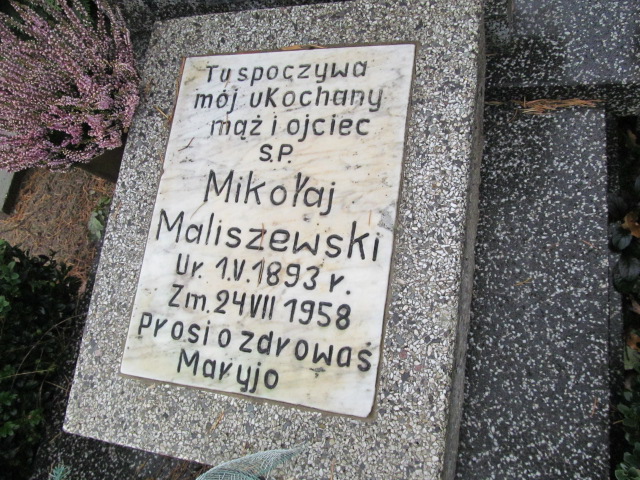 Tu spoczywa
mój ukochany
mąż i ojciec
S.P.
Mikołaj
Maliszewski
Ur. 1.V.1893 r.
Zm. 24 VII 1958
prosi o zdrowaś
Maryjo